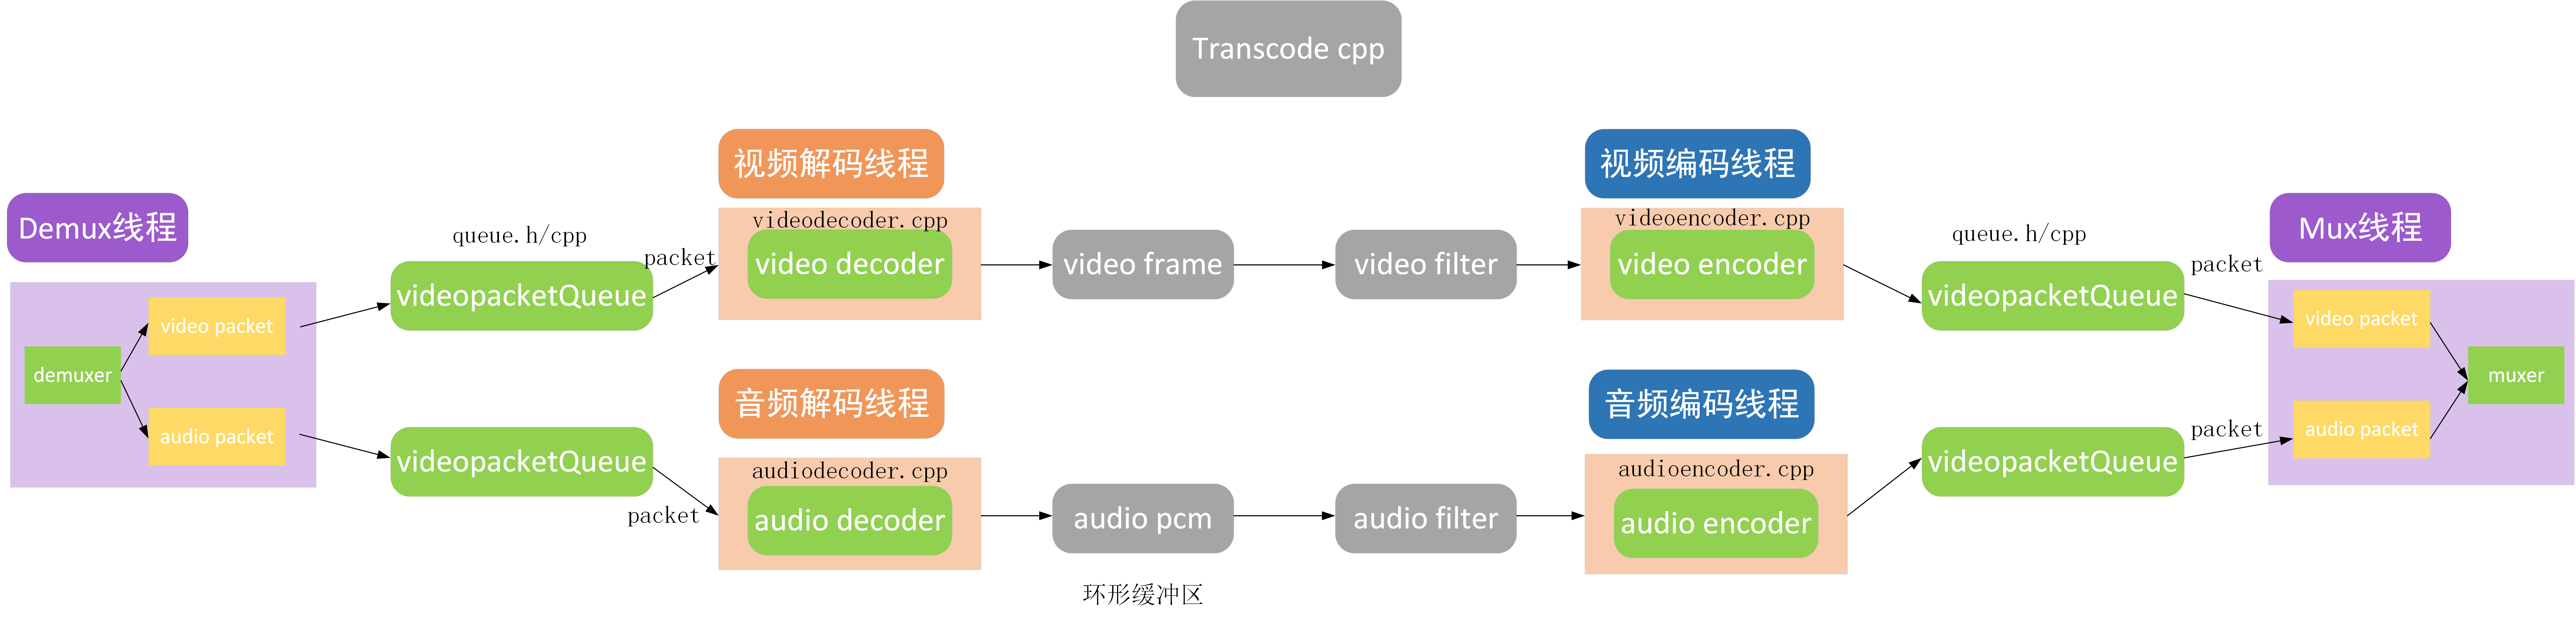 Transcode cpp
视频解码线程
视频编码线程
Demux线程
Mux线程
queue.h/cpp
videodecoder.cpp
videoencoder.cpp
queue.h/cpp
packet
video decoder
video frame
video filter
video encoder
packet
videopacketQueue
videopacketQueue
video packet
video packet
demuxer
muxer
音频解码线程
音频编码线程
audio packet
audio packet
packet
videopacketQueue
videopacketQueue
audiodecoder.cpp
audioencoder.cpp
packet
audio decoder
audio pcm
audio filter
audio encoder
环形缓冲区